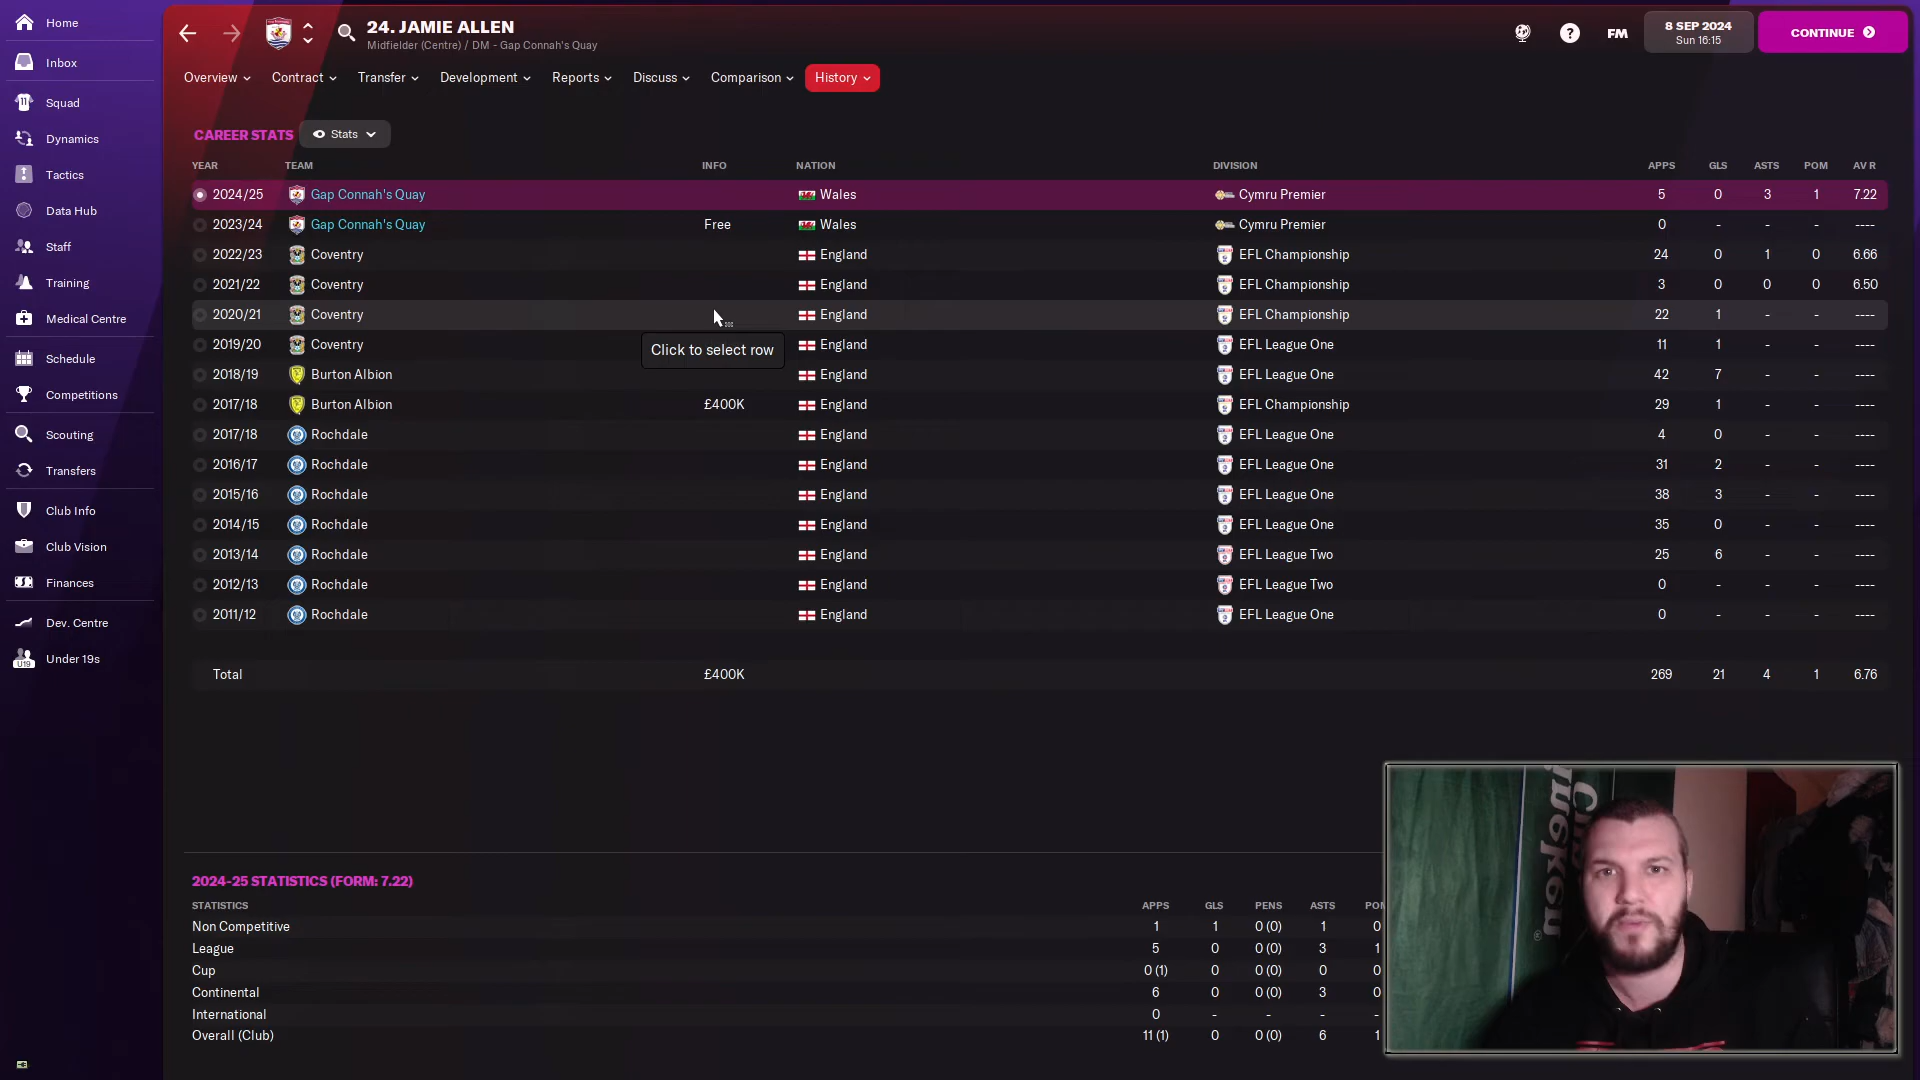 Home
Inbox
Squad
Dynamics
Tactics
Data Hub
Staff
Training
Medical Centre
Schedule
Competitions
Scouting
Transfers
Club Info
Club Vision
Finances
Dev. Centre
Under 19s
24. JAMIE ALLEN
Midfielder (Centre) / DM - Gap Connah's Quay
FM
8 SEP 2024
Sun 16:15
CONTINUE
Overview Contract Transfer Development Reports Discuss Comparison History
CAREER STATS Stats
YEAR TEAM INFO NATION DIVISION APPS GLS ASTS POM AV R
2024/25 Gap Connah's Quay Wales Cymru Premier 5 0 3 1 7.22
2023/24 Gap Connah's Quay Free Wales Cymru Premier 0 - - - ----
2022/23 Coventry England EFL Championship 24 0 1 0 6.66
2021/22 Coventry England EFL Championship 3 0 0 0 6.50
2020/21 Coventry England EFL Championship 22 1 - - ----
2019/20 Coventry England EFL League One 11 1 - - ----
Click to select row
2018/19 Burton Albion England EFL League One 42 7 - - ----
2017/18 Burton Albion £400K England EFL Championship 29 1 - - ----
2017/18 Rochdale England EFL League One 4 0 - - ----
2016/17 Rochdale England EFL League One 31 2 - - ----
2015/16 Rochdale England EFL League One 38 3 - - ----
2014/15 Rochdale England EFL League One 35 0 - - ----
2013/14 Rochdale England EFL League Two 25 6 - - ----
2012/13 Rochdale England EFL League Two 0 - - - ----
2011/12 Rochdale England EFL League One 0 - - - ----
Total £400K 269 21 4 1 6.76
2024-25 STATISTICS (FORM: 7.22)
STATISTICS APPS GLS PENS ASTS POM
Non Competitive 1 1 0 (0) 1 0
League 5 0 0 (0) 3 1
Cup 0 (1) 0 0 (0) 0 0
Continental 6 0 0 (0) 3 0
International 0 - - - -
Overall (Club) 11 (1) 0 0 (0) 6 1